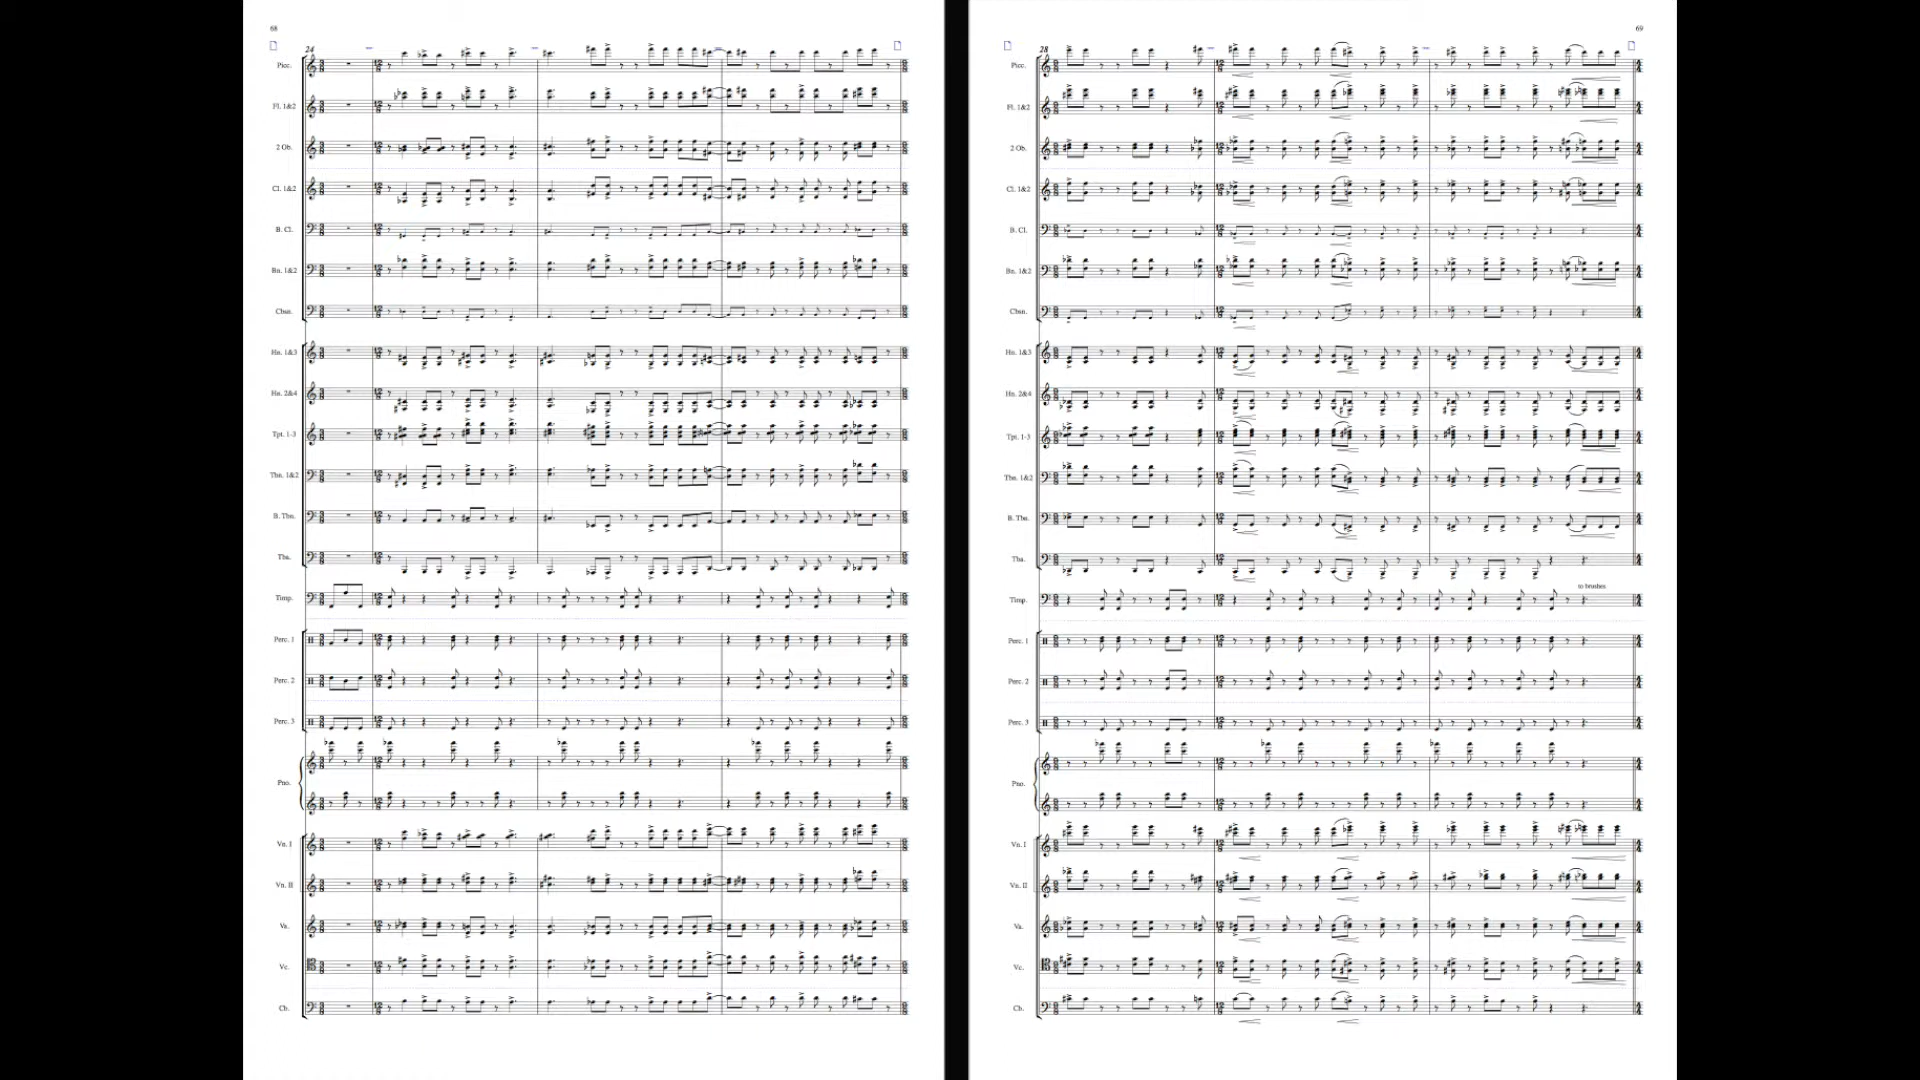 68
24
Picc.
Fl. 1&2
2 Ob.
Cl. 1&2
B. Cl.
Bn. 1&2
Cbsn.
Hn. 1&3
Hn. 2&4
Tpt. 1-3
Tbn. 1&2
B. Tbn.
Tba.
Timp.
Perc. 1
Perc. 2
Perc. 3
Pno.
Vn. I
Vn. II
Va.
Vc.
Cb.
69
28
Picc.
Fl. 1&2
2 Ob.
Cl. 1&2
B. Cl.
Bn. 1&2
Cbsn.
Hn. 1&3
Hn. 2&4
Tpt. 1-3
Tbn. 1&2
B. Tbn.
Tba.
to brushes
Timp.
Perc. 1
Perc. 2
Perc. 3
Pno.
Vn. I
Vn. II
Va.
Vc.
Cb.